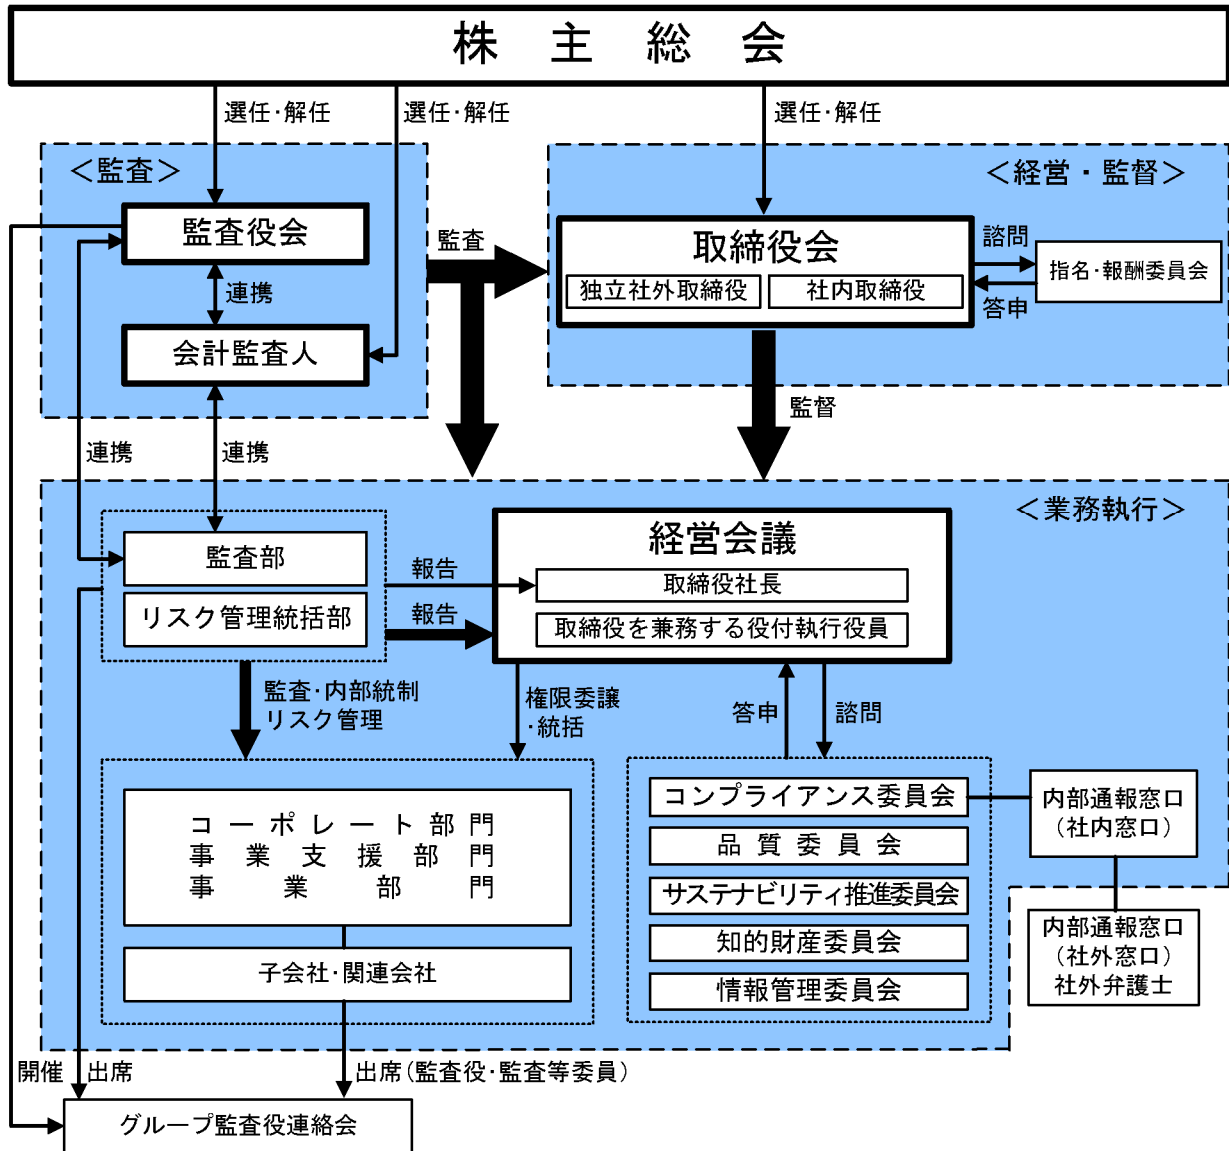 株主総会
選任・解任
選任・解任
選任・解任
＜監査＞
監査役会
連携
会計監査人
監査
＜経営・監督＞
取締役会
独立社外取締役
社内取締役
諮問
答申
指名・報酬委員会
監督
連携
連携
＜業務執行＞
監査部
リスク管理統括部
報告
報告
経営会議
取締役社長
取締役を兼務する役付執行役員
監査・内部統制
リスク管理
権限委譲
・統括
答申
諮問
コーポレート部門
事業支援部門
事業部門
子会社・関連会社
コンプライアンス委員会
品質委員会
サステナビリティ推進委員会
知的財産委員会
情報管理委員会
内部通報窓口
（社内窓口）
内部通報窓口
（社外窓口）
社外弁護士
開催
出席
出席（監査役・監査等委員）
グループ監査役連絡会